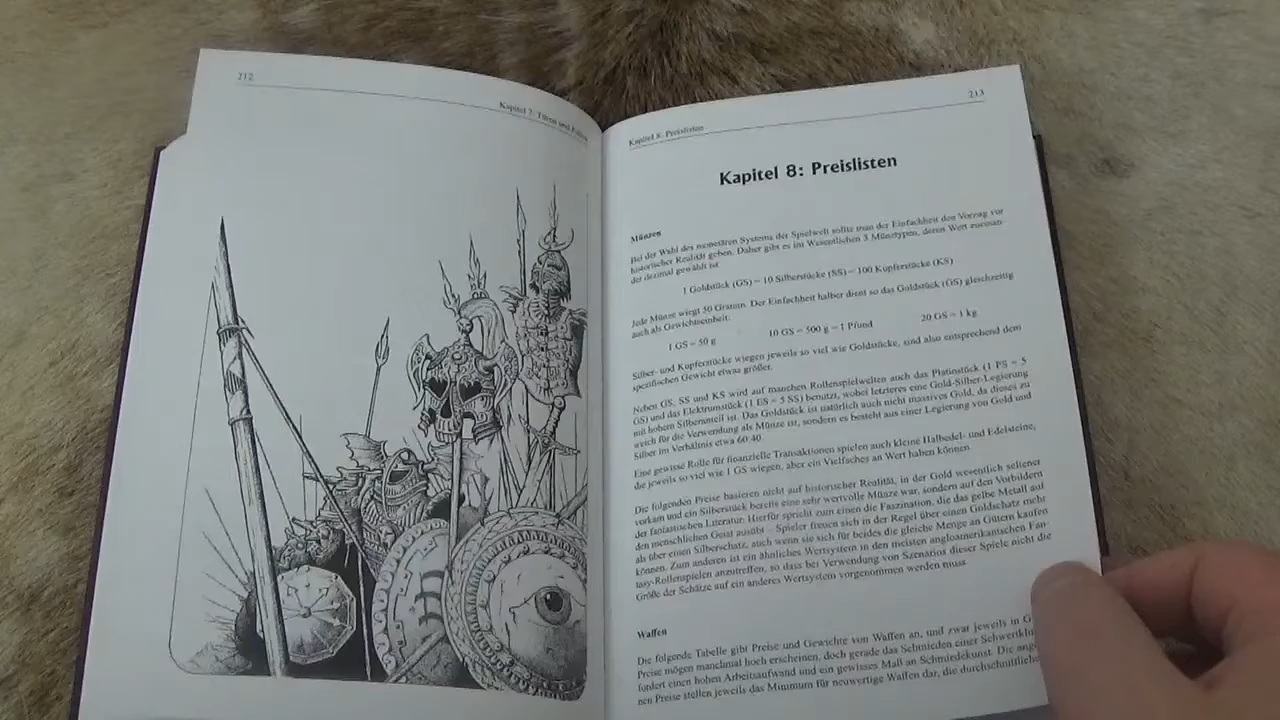 212
Kapitel 7: Türen und Fallen
213
Kapitel 8: Preislisten
Kapitel 8: Preislisten
Münzen
Bei der Wahl des monetären Systems der Spielwelt sollte man der Einfachheit den Vorzug vor
historischer Realität geben. Daher gibt es im Wesentlichen 3 Münztypen, deren Wert zueinan-
der dezimal gewählt ist.
1 Goldstück (GS) = 10 Silberstücke (SS) = 100 Kupferstücke (KS)
Jede Münze wiegt 50 Gramm. Der Einfachheit halber dient so das Goldstück (GS) gleichzeitig
auch als Gewichtseinheit.
1 GS = 50 g 10 GS = 500 g = 1 Pfund 20 GS = 1 kg
Silber- und Kupferstücke wiegen jeweils so viel wie Goldstücke, sind also entsprechend dem
spezifischen Gewicht etwas größer.
Neben GS, SS und KS wird auf manchen Rollenspielwelten auch das Platinstück (1 PS = 5
GS) und das Elektrumstück (1 ES = 5 SS) benutzt, wobei letzteres eine Gold-Silber-Legierung
mit hohem Silberanteil ist. Das Goldstück ist natürlich auch nicht massives Gold, da dieses zu
weich für die Verwendung als Münze ist, sondern es besteht aus einer Legierung von Gold und
Silber im Verhältnis etwa 60:40.
Eine gewisse Rolle für finanzielle Transaktionen spielen auch kleine Halbedel- und Edelsteine,
die jeweils so viel wie 1 GS wiegen, aber ein Vielfaches an Wert haben können.
Die folgenden Preise basieren nicht auf historischer Realität, in der Gold wesentlich seltener
vorkam und ein Silberstück bereits eine sehr wertvolle Münze war, sondern auf den Vorbildern
der fantastischen Literatur. Hierfür spricht zum einen die Faszination, die das gelbe Metall auf
den menschlichen Geist ausübt – Spieler freuen sich in der Regel über einen Goldschatz mehr
als über einen Silberschatz, auch wenn sie sich für beides die gleiche Menge an Gütern kaufen
können. Zum anderen ist ein ähnliches Wertsystem in den meisten angloamerikanischen Fan-
tasy-Rollenspielen anzutreffen, so dass bei Verwendung von Szenarios dieser Spiele nicht die
Größe der Schätze auf ein anderes Wertsystem vorgenommen werden muss.
Waffen
Die folgende Tabelle gibt Preise und Gewichte von Waffen an, und zwar jeweils in G
Preise mögen manchmal hoch erscheinen, doch gerade das Schmieden einer Schwertklin
fordert einen hohen Arbeitsaufwand und ein gewisses Maß an Schmiedekunst. Die ange
nen Preise stellen jeweils das Minimum für neuwertige Waffen dar, die durchschnittliche